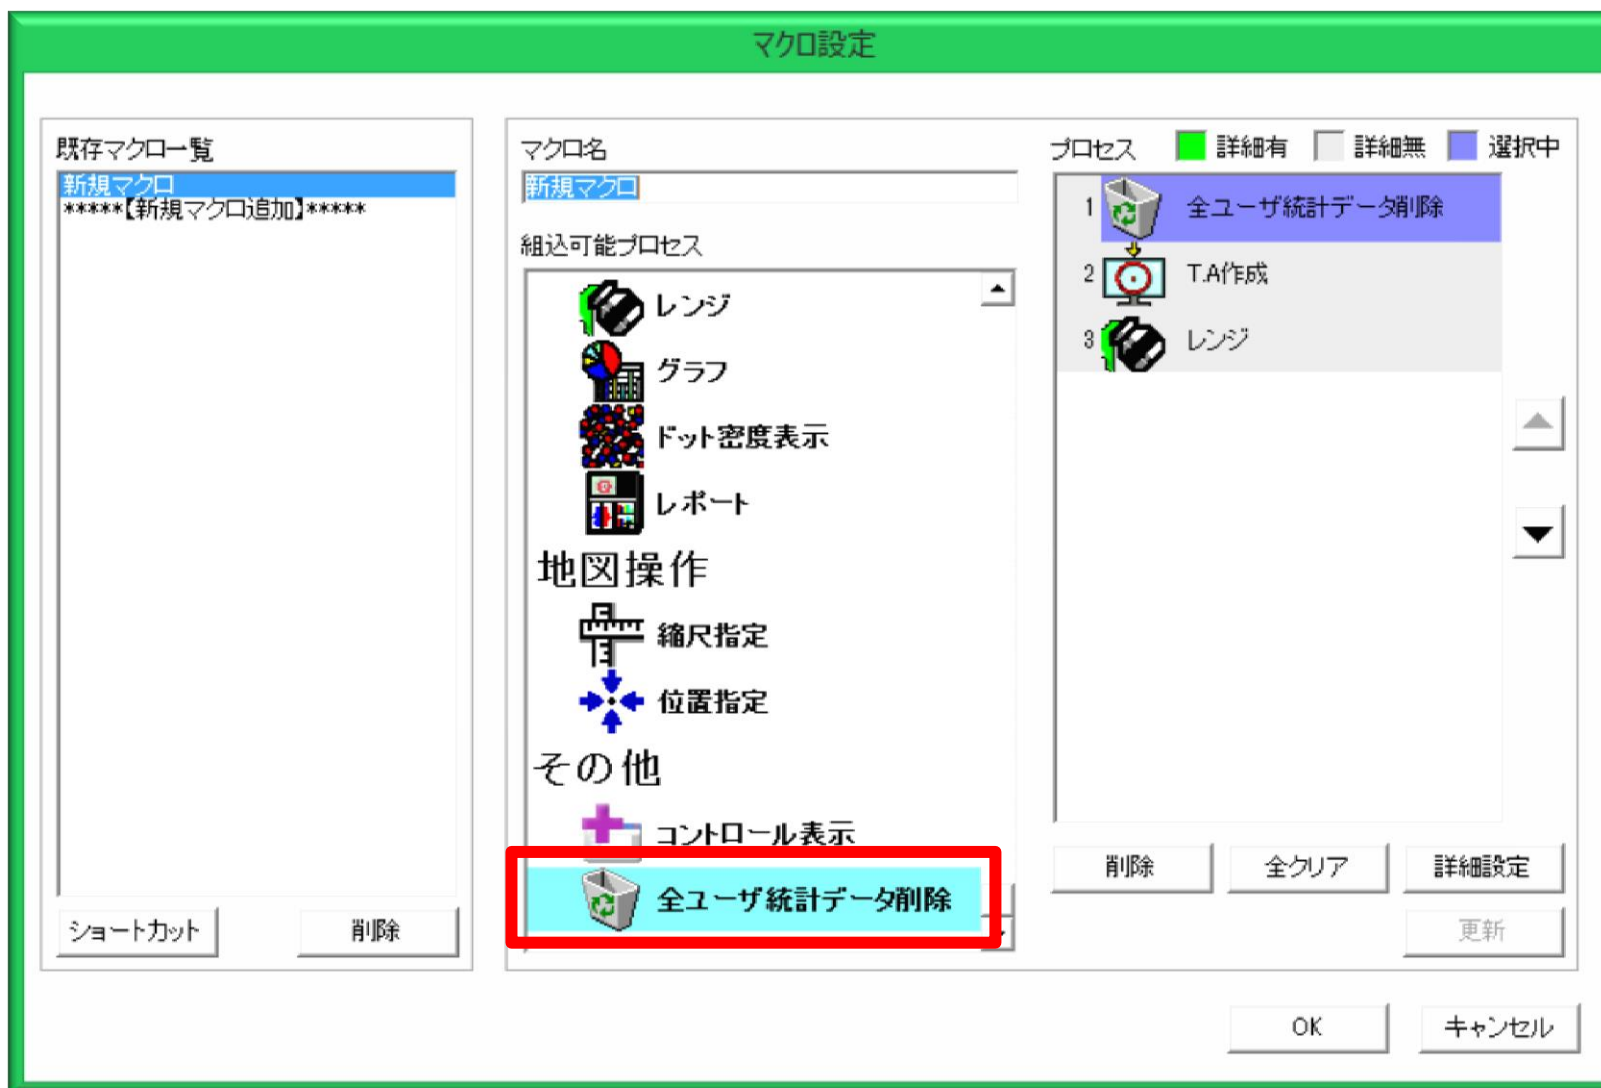 マクロ設定
既存マクロ一覧
新規マクロ
*****【新規マクロ追加】*****
ショートカット
削除
マクロ名
新規マクロ
組込可能プロセス
レンジ
グラフ
ドット密度表示
レポート
地図操作
縮尺指定
位置指定
その他
コントロール表示
全ユーザ統計データ削除
プロセス
詳細有
詳細無
選択中
1 全ユーザ統計データ削除
2 T.A作成
3 レンジ
削除
全クリア
詳細設定
更新
OK
キャンセル